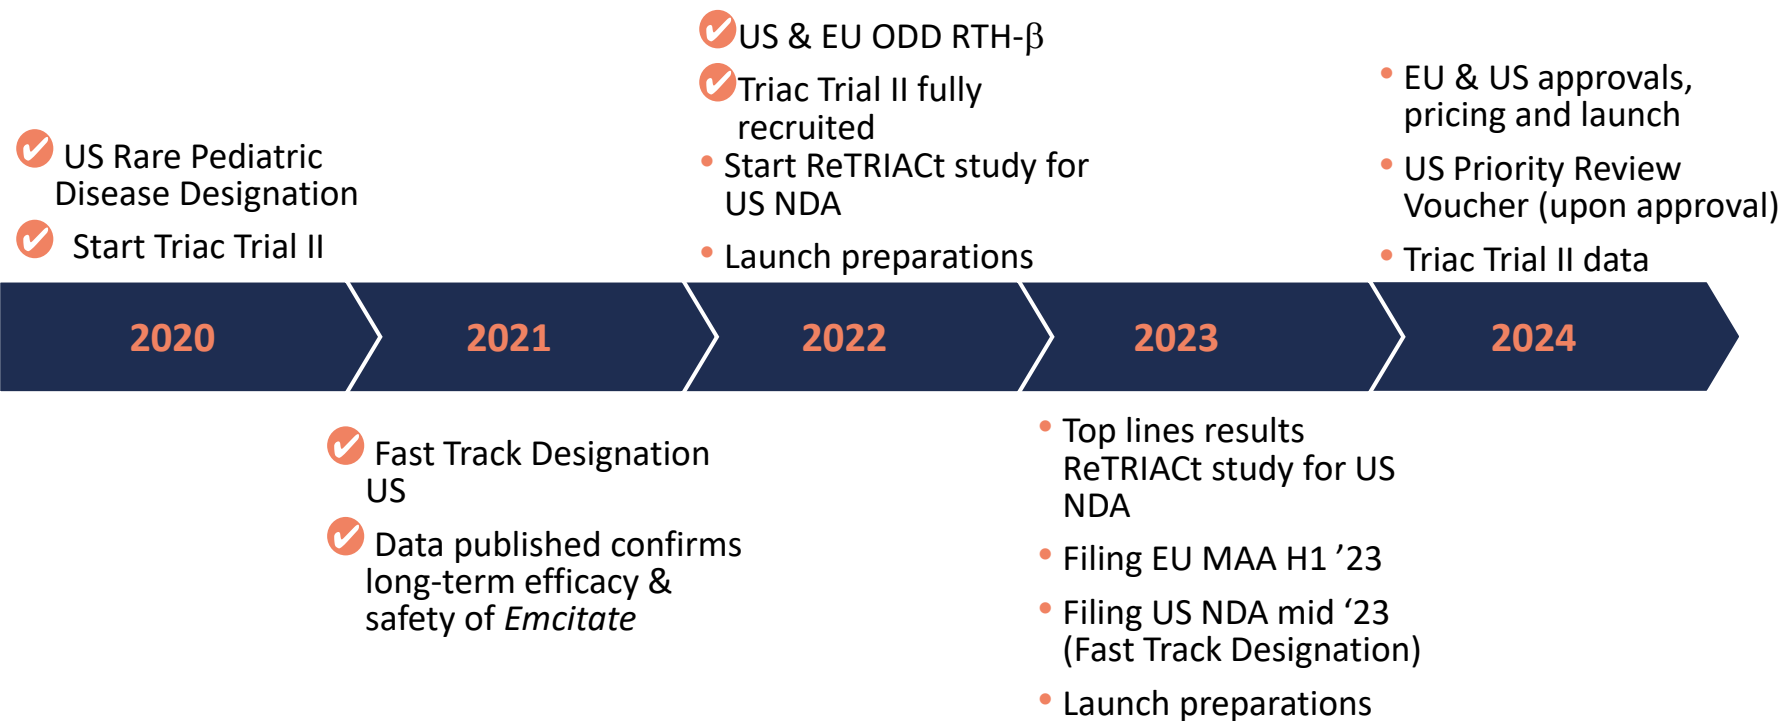 US Rare Pediatric
Disease Designation
Start Triac Trial II
US & EU ODD RTH-β
Triac Trial II fully
recruited
• Start ReTRIACt study for
US NDA
• Launch preparations
• EU & US approvals,
pricing and launch
• US Priority Review
Voucher (upon approval)
• Triac Trial II data
2020
2021
2022
2023
2024
Fast Track Designation
US
Data published confirms
long-term efficacy &
safety of Emcitate
• Top lines results
ReTRIACt study for US
NDA
• Filing EU MAA H1 ’23
• Filing US NDA mid ‘23
(Fast Track Designation)
• Launch preparations